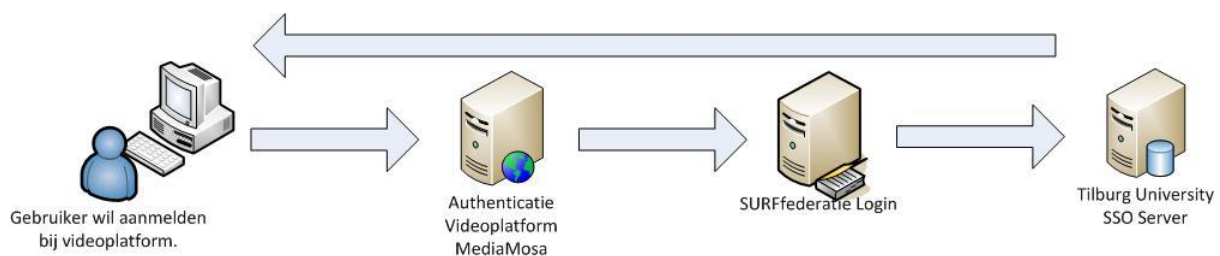 Gebruiker wil aanmelden
bij videoplatform.
Authenticatie
Videoplatform
MediaMosa
SURFfederatie Login
Tilburg University
SSO Server